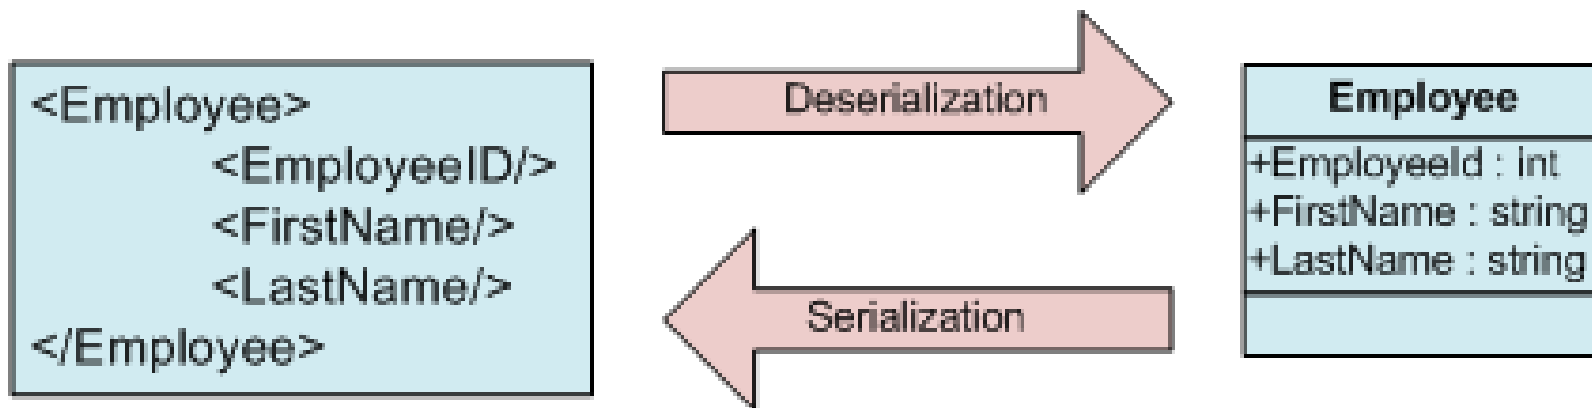 <Employee>
<EmployeeID/>
<FirstName/>
<LastName/>
</Employee>
Deserialization
Serialization
Employee
+EmployeeId : int
+FirstName : string
+LastName : string